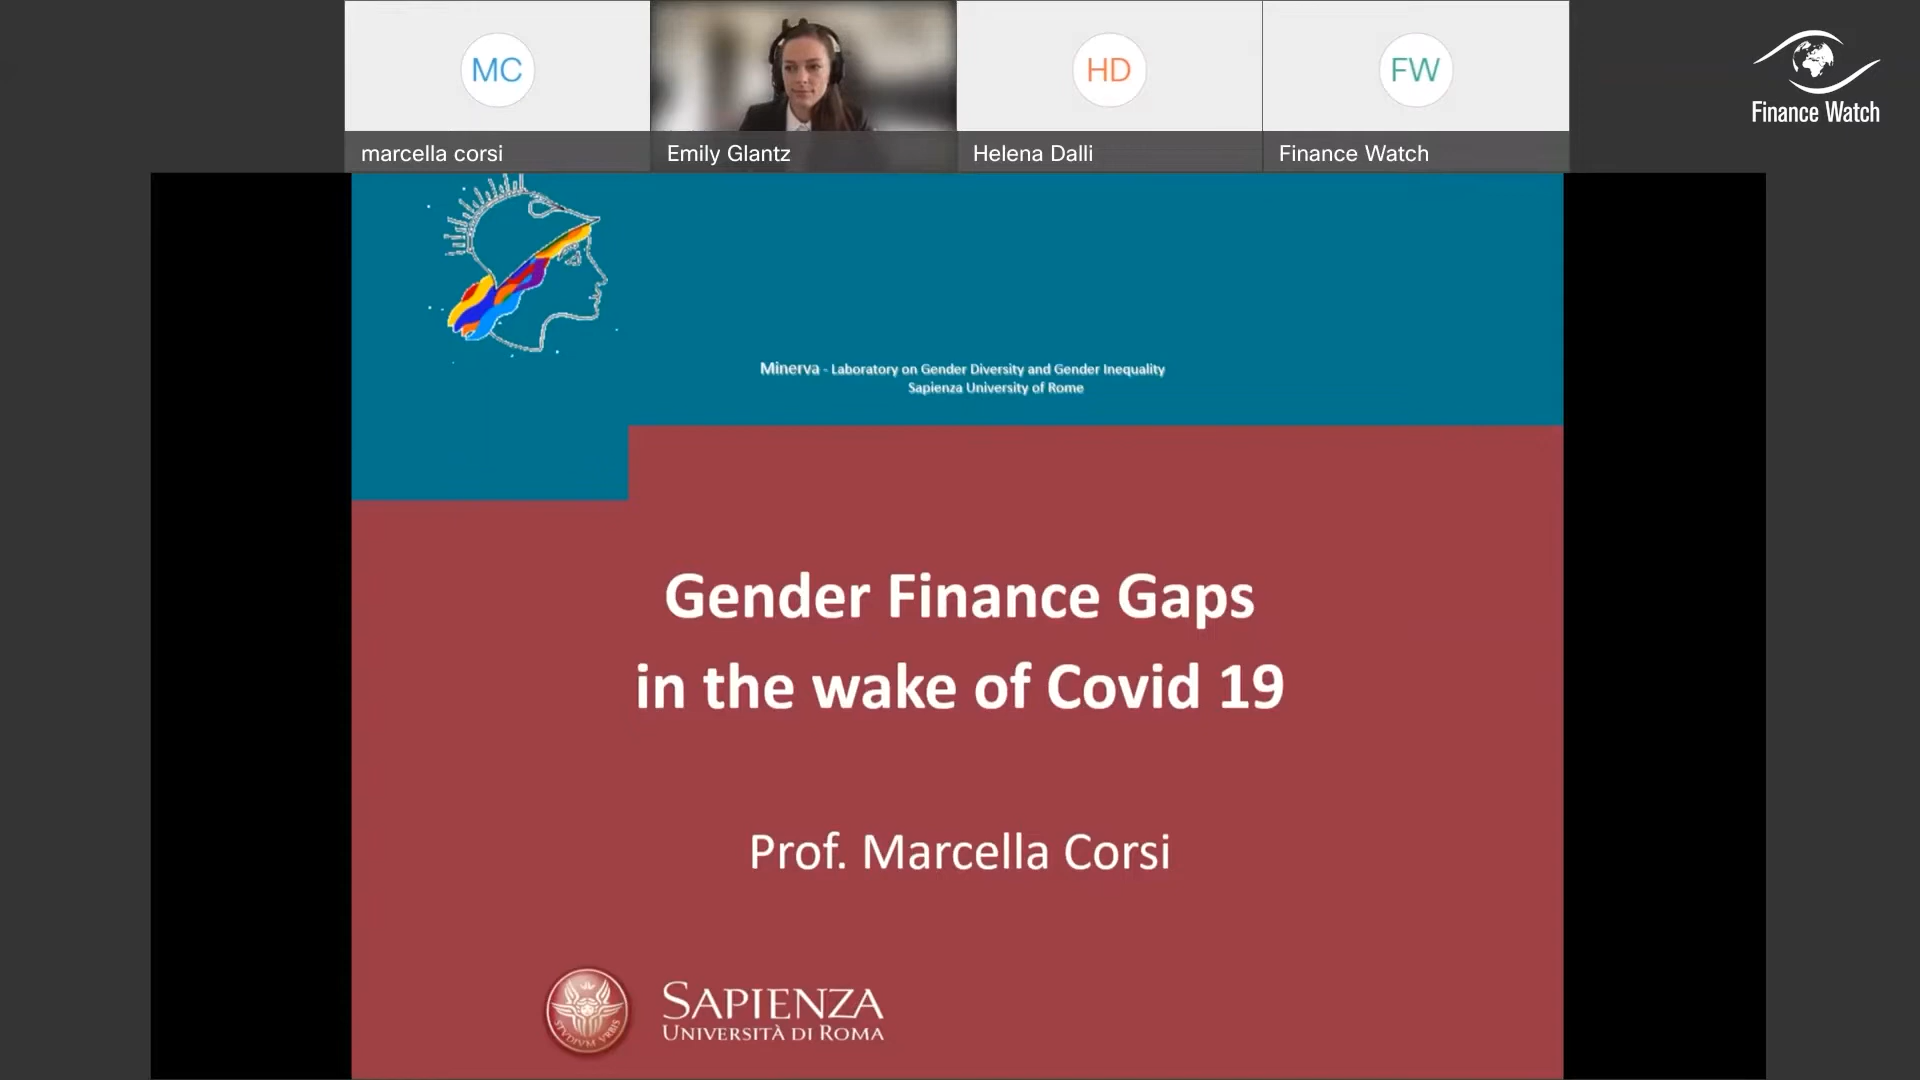 MC
HD
FW
marcella corsi
Emily Glantz
Helena Dalli
Finance Watch
Finance Watch
Minerva - Laboratory on Gender Diversity and Gender Inequality
Sapienza University of Rome
Gender Finance Gaps
in the wake of Covid 19
Prof. Marcella Corsi
STVDIVM VRBIS
SAPIENZA
UNIVERSITÀ DI ROMA